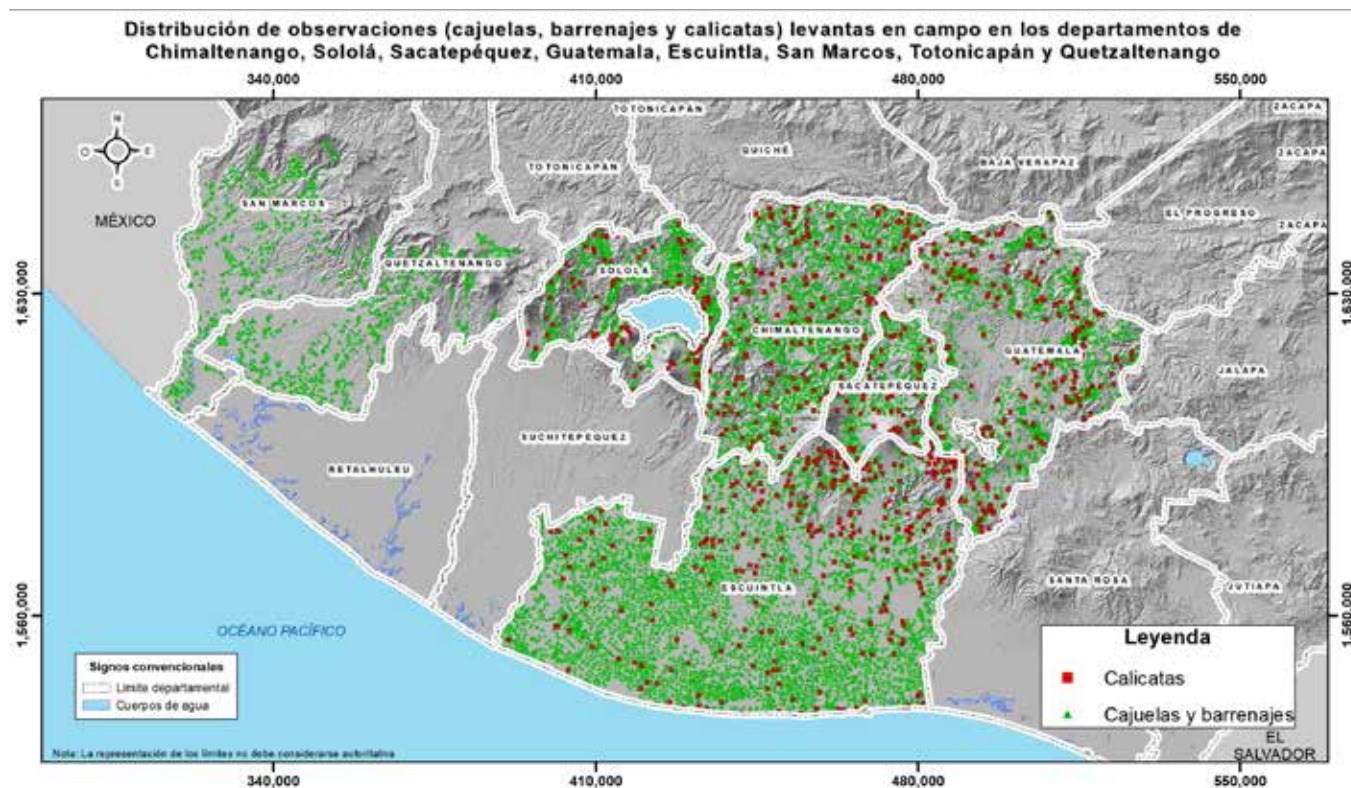 Distribución de observaciones (cajuelas, barrenajes y calicatas) levantas en campo en los departamentos de
Chimaltenango, Sololá, Sacatepéquez, Guatemala, Escuintla, San Marcos, Totonicapán y Quetzaltenango
340,000 410,000 480,000 550,000
TOTONICAPÁN
ZACAPA
N
O E
S
QUICHÉ
ZACAPA
BAJA VERAPAZ
TOTONICAPÁN
SAN MARCOS
EL PROGRESO
MÉXICO
ZACAPA
QUETZALTENANGO
SOLOLÁ
1,630,000 1,630,000
CHIMALTENANGO
GUATEMALA
JALAPA
SACATEPÉQUEZ
SUCHITEPÉQUEZ
RETALHULEU
SANTA ROSA
JUTIAPA
ESCUINTLA
1,560,000 1,560,000
OCÉANO PACÍFICO
Leyenda
Calicatas
Cajuelas y barrenajes
Signos convencionales
Limite departamental
Cuerpos de agua
EL
SALVADOR
Nota: La representación de los límites no debe considerarse autoritativa
340,000 410,000 480,000 550,000